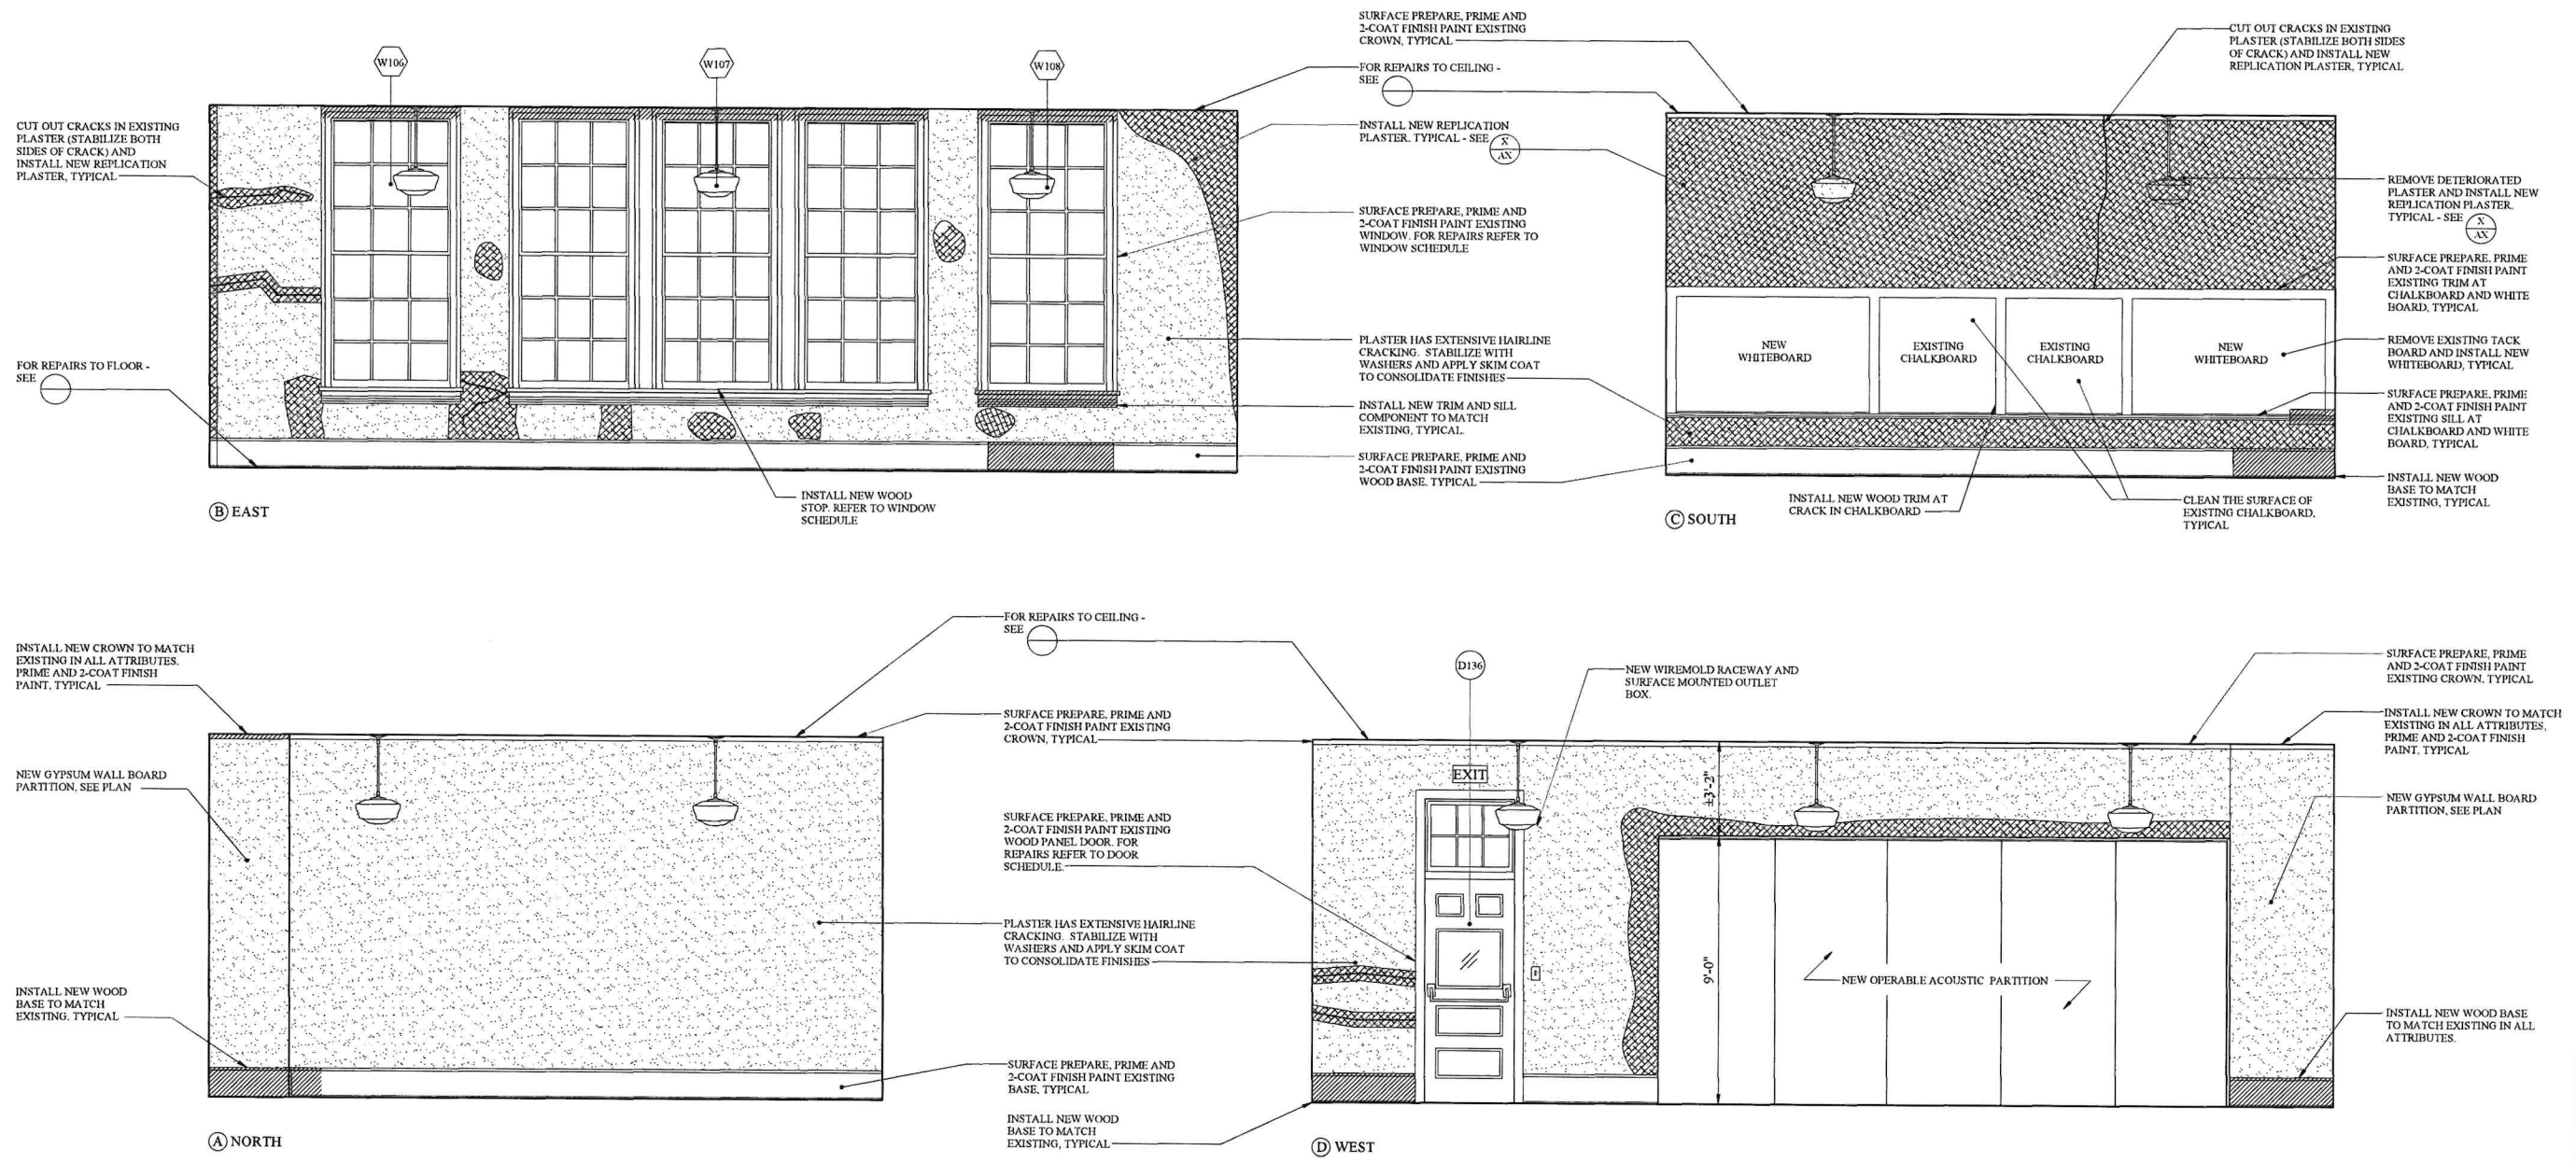 W106
W107
W108
CUT OUT CRACKS IN EXISTING
PLASTER (STABILIZE BOTH
SIDES OF CRACK) AND
INSTALL NEW REPLICATION
PLASTER, TYPICAL
FOR REPAIRS TO FLOOR -
SEE
INSTALL NEW WOOD
STOP. REFER TO WINDOW
SCHEDULE
B EAST
SURFACE PREPARE, PRIME AND
2-COAT FINISH PAINT EXISTING
CROWN, TYPICAL
FOR REPAIRS TO CEILING -
SEE
INSTALL NEW REPLICATION
PLASTER. TYPICAL - SEE
X
AX
SURFACE PREPARE, PRIME AND
2-COAT FINISH PAINT EXISTING
WINDOW. FOR REPAIRS REFER TO
WINDOW SCHEDULE
PLASTER HAS EXTENSIVE HAIRLINE
CRACKING. STABILIZE WITH
WASHERS AND APPLY SKIM COAT
TO CONSOLIDATE FINISHES
INSTALL NEW TRIM AND SILL
COMPONENT TO MATCH
EXISTING, TYPICAL.
SURFACE PREPARE, PRIME AND
2-COAT FINISH PAINT EXISTING
WOOD BASE. TYPICAL
CUT OUT CRACKS IN EXISTING
PLASTER (STABILIZE BOTH SIDES
OF CRACK) AND INSTALL NEW
REPLICATION PLASTER, TYPICAL
REMOVE DETERIORATED
PLASTER AND INSTALL NEW
REPLICATION PLASTER.
TYPICAL - SEE
X
AX
SURFACE PREPARE, PRIME
AND 2-COAT FINISH PAINT
EXISTING TRIM AT
CHALKBOARD AND WHITE
BOARD, TYPICAL
REMOVE EXISTING TACK
BOARD AND INSTALL NEW
WHITEBOARD, TYPICAL
SURFACE PREPARE, PRIME
AND 2-COAT FINISH PAINT
EXISTING SILL AT
CHALKBOARD AND WHITE
BOARD, TYPICAL
INSTALL NEW WOOD
BASE TO MATCH
EXISTING, TYPICAL
NEW
WHITEBOARD
EXISTING
CHALKBOARD
EXISTING
CHALKBOARD
NEW
WHITEBOARD
INSTALL NEW WOOD TRIM AT
CRACK IN CHALKBOARD
CLEAN THE SURFACE OF
EXISTING CHALKBOARD,
TYPICAL
C SOUTH
INSTALL NEW CROWN TO MATCH
EXISTING IN ALL ATTRIBUTES.
PRIME AND 2-COAT FINISH
PAINT, TYPICAL
NEW GYPSUM WALL BOARD
PARTITION, SEE PLAN
INSTALL NEW WOOD
BASE TO MATCH
EXISTING. TYPICAL
A NORTH
FOR REPAIRS TO CEILING -
SEE
SURFACE PREPARE. PRIME AND
2-COAT FINISH PAINT EXISTING
CROWN, TYPICAL
SURFACE PREPARE, PRIME AND
2-COAT FINISH PAINT EXISTING
WOOD PANEL DOOR. FOR
REPAIRS REFER TO DOOR
SCHEDULE.
PLASTER HAS EXTENSIVE HAIRLINE
CRACKING. STABILIZE WITH
WASHERS AND APPLY SKIM COAT
TO CONSOLIDATE FINISHES
SURFACE PREPARE, PRIME AND
2-COAT FINISH PAINT EXISTING
BASE, TYPICAL
INSTALL NEW WOOD
BASE TO MATCH
EXISTING, TYPICAL
D136
NEW WIREMOLD RACEWAY AND
SURFACE MOUNTED OUTLET
BOX.
EXIT
±3'-2"
9'-0"
NEW OPERABLE ACOUSTIC PARTITION
D WEST
SURFACE PREPARE, PRIME
AND 2-COAT FINISH PAINT
EXISTING CROWN, TYPICAL
INSTALL NEW CROWN TO MATCH
EXISTING IN ALL ATTRIBUTES,
PRIME AND 2-COAT FINISH
PAINT, TYPICAL
NEW GYPSUM WALL BOARD
PARTITION, SEE PLAN
INSTALL NEW WOOD BASE
TO MATCH EXISTING IN ALL
ATTRIBUTES.